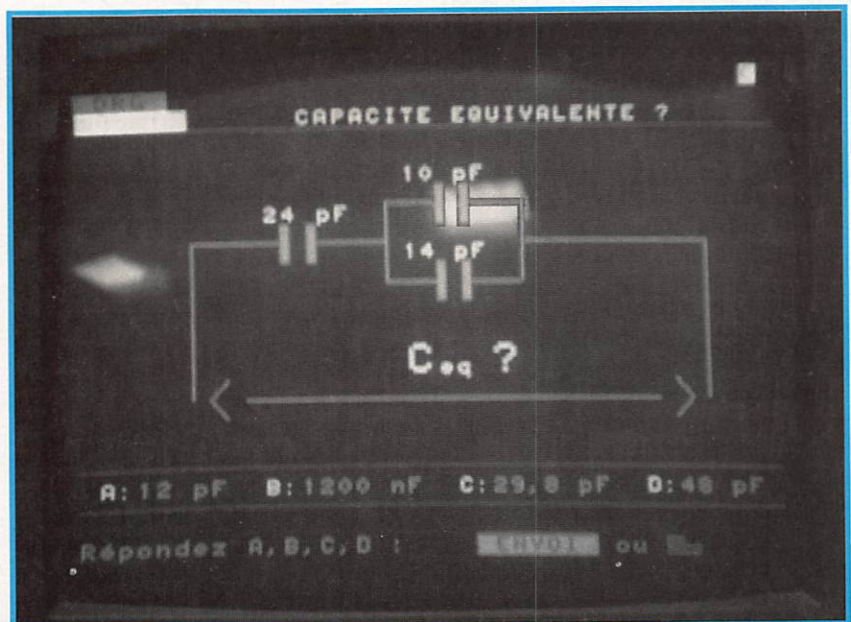 ORG
CAPACITE EQUIVALENTE ?
10 pF
24 pF
14 pF
Ceq ?
A:12 pF B:1200 nF C:29,8 pF D:48 pF
Répondez A,B,C,D : ENVOI ou